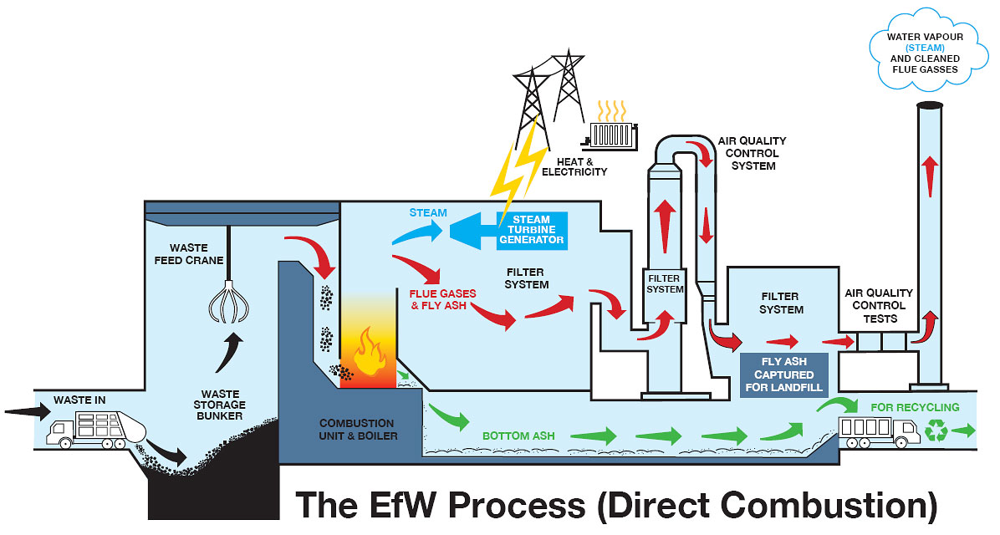 WATER VAPOUR
(STEAM)
AND CLEANED
FLUE GASSES
AIR QUALITY
CONTROL
SYSTEM
HEAT &
ELECTRICITY
STEAM
STEAM
TURBINE
GENERATOR
WASTE
FEED CRANE
FILTER
SYSTEM
FILTER
SYSTEM
FLUE GASES
& FLY ASH
FILTER
SYSTEM
AIR QUALITY
CONTROL
TESTS
FLY ASH
CAPTURED
FOR LANDFILL
WASTE IN
WASTE
STORAGE
BUNKER
COMBUSTION
UNIT & BOILER
BOTTOM ASH
FOR RECYCLING
The EfW Process (Direct Combustion)